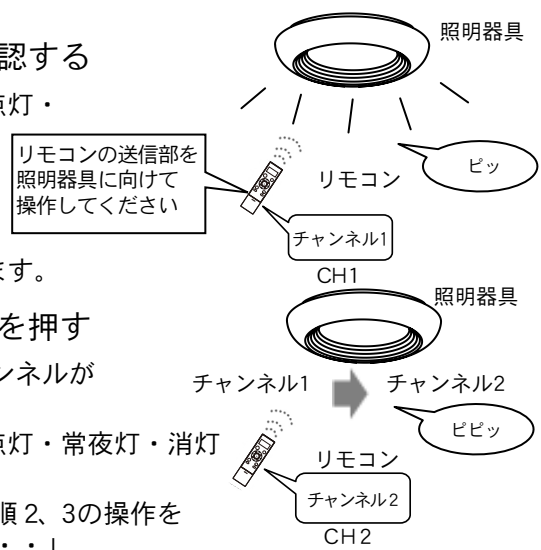 照明器具
認する
点灯・
リモコンの送信部を
照明器具に向けて
操作してください
リモコン
ピッ
チャンネル1
CH1
ます。
照明器具
を押す
ンネルが
チャンネル1
チャンネル2
ピピッ
点灯・常夜灯・消灯
リモコン
チャンネル2
順2、3の操作を
CH2
・・」